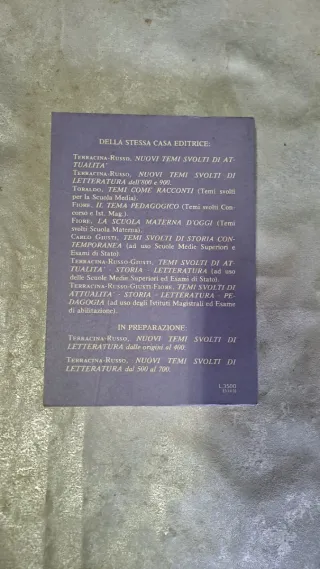 DELLA STESSA CASA EDITRICE:
TERRACINA-RUSSO, NUOVI TEMI SVOLTI DI AT-
TUALITA'
TERRACINA-RUSSO, NUOVI TEMI SVOLTI DI
LETTERATURA dell'800 e 900.
TOBALDO, TEMI COME RACCONTI (Temi svolti
per la Scuola Media).
FIORE, IL TEMA PEDAGOGICO (Temi svolti Con-
corso e Ist. Mag.)
FIORE, LA SCUOLA MATERNA D'OGGI (Temi
svolti Scuola Materna).
CARLO GIUSTI, TEMI SVOLTI DI STORIA CON-
TEMPORANEA (ad uso Scuole Medie Superiori e
Esami di Stato)
TERRACINA-RUSSO-GIUSTI, TEMI SVOLTI DI AT-
TUALITA' - STORIA - LETTERATURA (ad uso
delle Scuole Medie Superiori ed Esami di Stato).
TERRACINA-RUSSO-GIUSTI-FIORE, TEMI SVOLTI DI
ATTUALITÀ - STORIA - LETTERATURA - PE-
DAGOGIA (ad uso degli Istituti Magistrali ed Esame
di abilitazione).
IN PREPARAZIONE:
TERRACINA-RUSSO, NUOVI TEMI SVOLTI DI
LETTERATURA dalle origini al 400.
TERRACINA-RUSSO, NUOVI TEMI SVOLTI DI
LETTERATURA dal 500 al 700.
L.3500